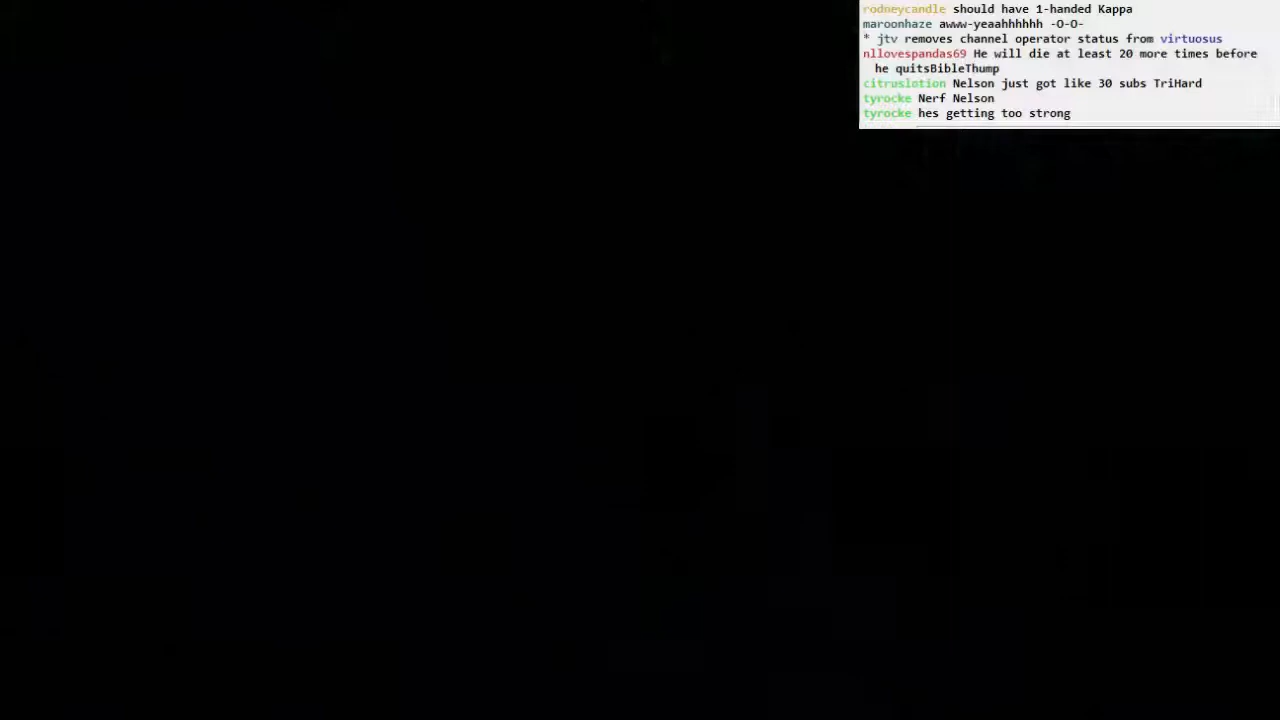 rodneycandle should have 1-handed Kappa
maroonhaze awww-yeaahhhhhh -O-O-
* jtv removes channel operator status from virtuosus
nllovespandas69 He will die at least 20 more times before
he quitsBibleThump
citruslotion Nelson just got like 30 subs TriHard
tyrocke Nerf Nelson
tyrocke hes getting too strong